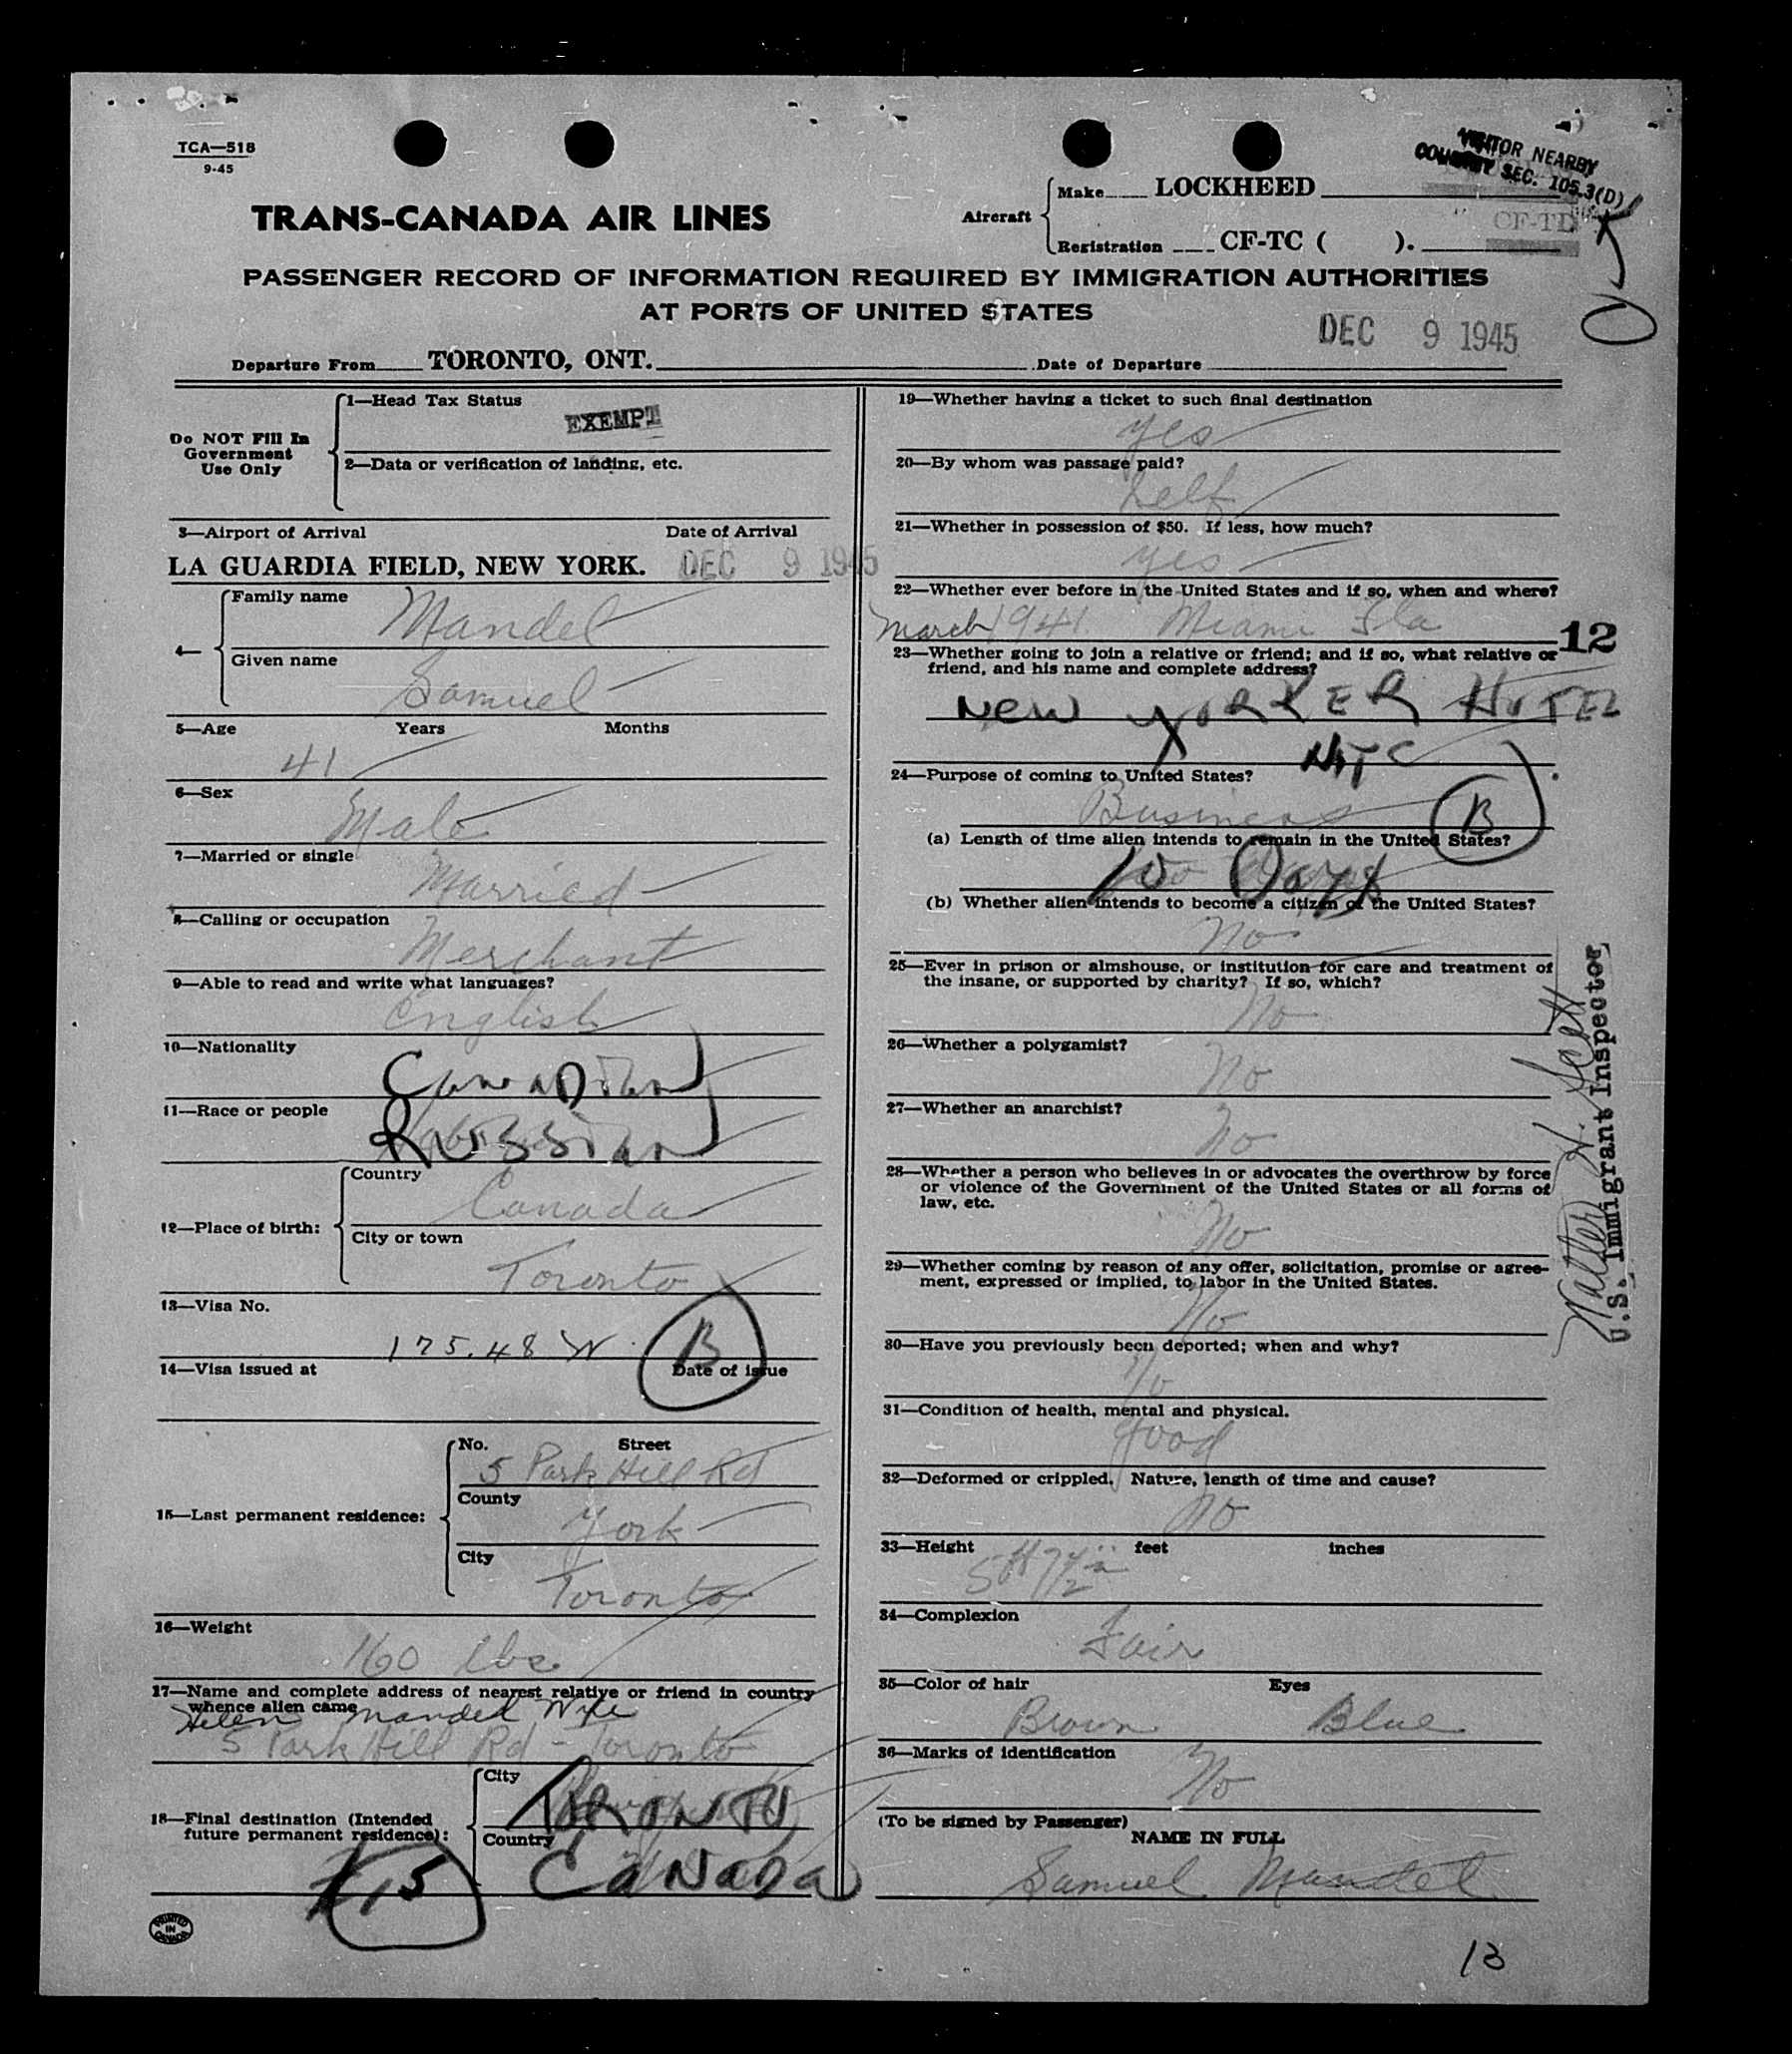 TCA—518
9-45
VISITOR NEARBY
COUNTRY SEC. 105.3(D)
TRANS-CANADA AIR LINES
Aircraft
Make LOCKHEED
Registration CF-TC ( ).
CF-TD
PASSENGER RECORD OF INFORMATION REQUIRED BY IMMIGRATION AUTHORITIES
AT PORTS OF UNITED STATES
DEC 9 1945
Departure From TORONTO, ONT. Date of Departure
Do NOT Fill In
Government
Use Only
1—Head Tax Status
EXEMPT
2—Data or verification of landing, etc.
3—Airport of Arrival Date of Arrival
LA GUARDIA FIELD, NEW YORK. DEC 9 1945
4—
Family name
Mandel
Given name
Samuel
5—Age Years Months
41
6—Sex
Male
7—Married or single
Married
8—Calling or occupation
Merchant
9—Able to read and write what languages?
English
10—Nationality
Canadian
11—Race or people
Russian
12—Place of birth:
Country
Canada
City or town
Toronto
13—Visa No.
175.48 W
B
14—Visa issued at Date of issue
15—Last permanent residence:
No. Street
5 Park Hill Rd
County
York
City
Toronto
16—Weight
160 lbs
17—Name and complete address of nearest relative or friend in country
whence alien came
Helen Mandel Wife
5 Park Hill Rd - Toronto
18—Final destination (Intended
future permanent residence):
City
TORONTO
Country
CANADA
PRINTED
IN
CANADA
19—Whether having a ticket to such final destination
Yes
20—By whom was passage paid?
Self
21—Whether in possession of $50. If less, how much?
Yes
22—Whether ever before in the United States and if so, when and where?
March 1941 Miami Fla
12
23—Whether going to join a relative or friend; and if so, what relative or
friend, and his name and complete address?
NEW YORKER HOTEL
NYC
24—Purpose of coming to United States?
Business
B
(a) Length of time alien intends to remain in the United States?
10 Days
(b) Whether alien intends to become a citizen of the United States?
No
25—Ever in prison or almshouse, or institution for care and treatment of
the insane, or supported by charity? If so, which?
No
26—Whether a polygamist?
No
27—Whether an anarchist?
No
28—Whether a person who believes in or advocates the overthrow by force
or violence of the Government of the United States or all forms of
law, etc.
No
29—Whether coming by reason of any offer, solicitation, promise or agree-
ment, expressed or implied, to labor in the United States.
No
30—Have you previously been deported; when and why?
No
31—Condition of health, mental and physical.
Good
32—Deformed or crippled. Nature, length of time and cause?
No
33—Height feet inches
5 ft 7 1/2 in
34—Complexion
Fair
35—Color of hair Eyes
Brown Blue
36—Marks of identification
No
(To be signed by Passenger)
NAME IN FULL
Samuel Mandel
Walter H. Scott
U.S. Immigrant Inspector
13